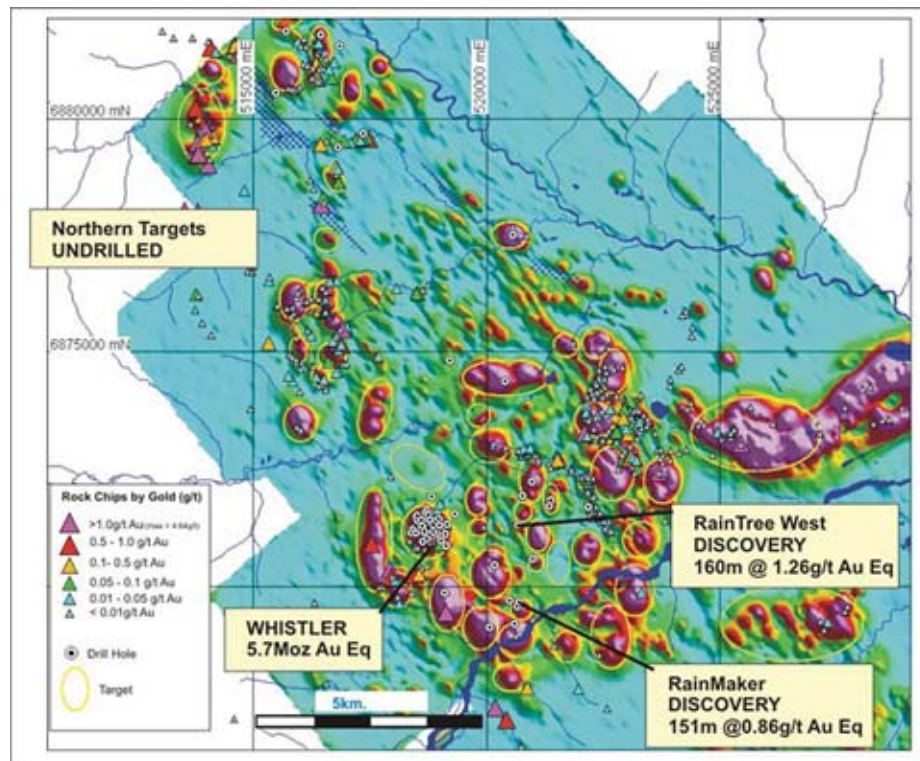 515000 mE
520000 mE
525000 mE
6880000 mN
Northern Targets
UNDRILLED
6875000 mN
Rock Chips by Gold (g/t)
>1.0g/t Au
0.5 - 1.0 g/t Au
0.1- 0.5 g/t Au
0.05 - 0.1 g/t Au
0.01 - 0.05 g/t Au
< 0.01g/t Au
Drill Hole
Target
RainTree West
DISCOVERY
160m @ 1.26g/t Au Eq
WHISTLER
5.7Moz Au Eq
RainMaker
DISCOVERY
151m @0.86g/t Au Eq
5km.